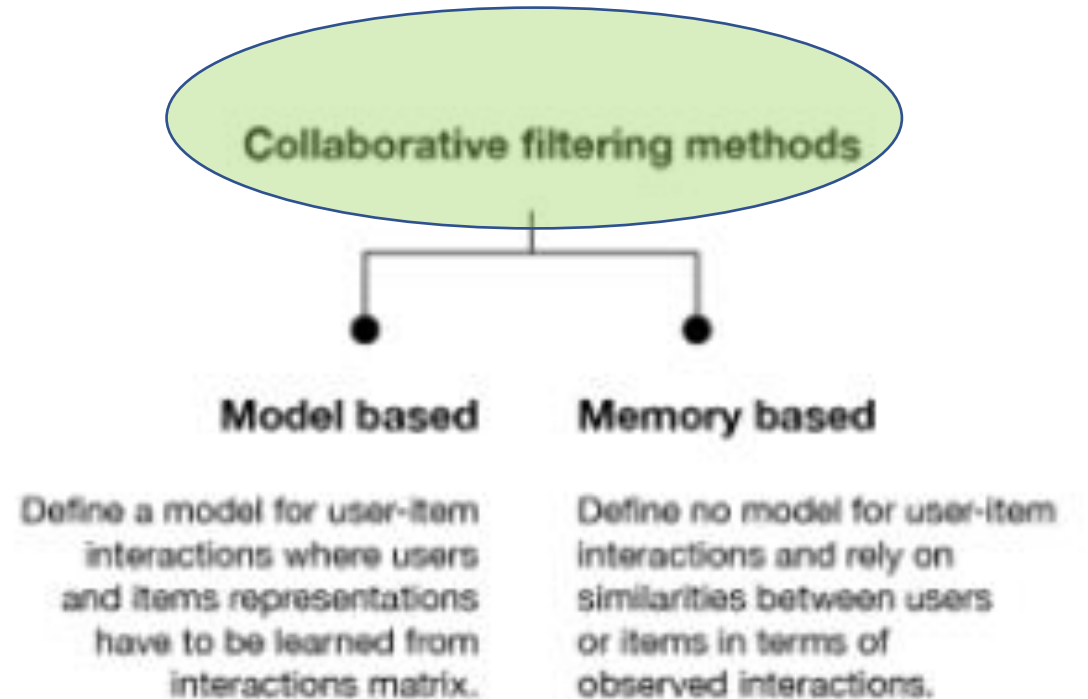 Collaborative filtering methods
Model based
Define a model for user-item
interactions where users
and items representations
have to be learned from
interactions matrix.
Memory based
Define no model for user-item
interactions and rely on
similarities between users
or items in terms of
observed interactions.